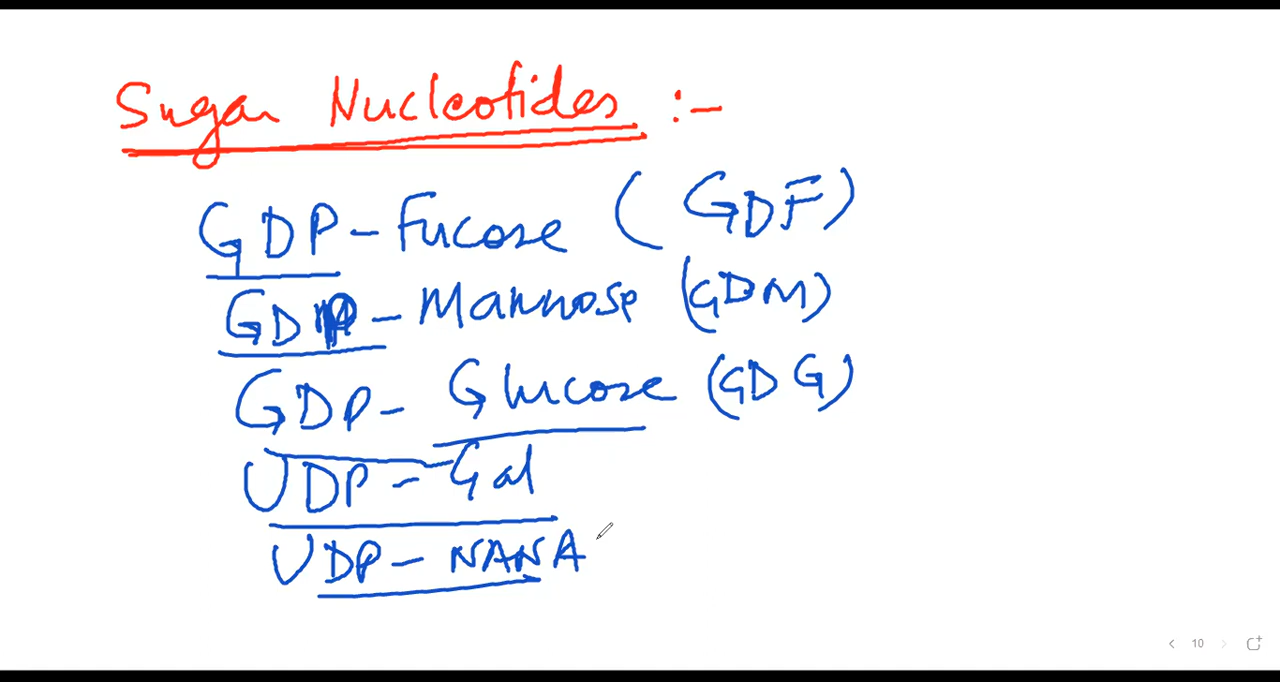 Sugar Nucleotides :-
GDP - Fucose (GDF)
GDP - Mannose (GDM)
GDP - Glucose (GDG)
UDP - Gal
UDP - NANA
10